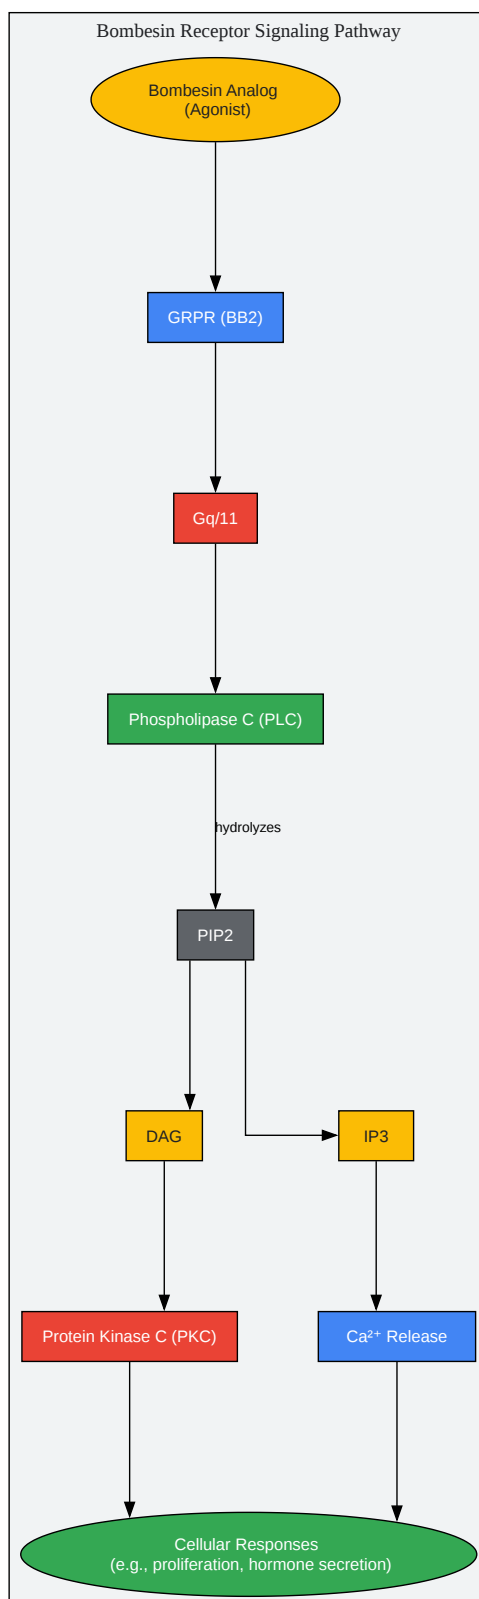 Bombesin Receptor Signaling Pathway
Bombesin Analog
(Agonist)
GRPR (BB2)
Gq/11
Phospholipase C (PLC)
hydrolyzes
PIP2
DAG
IP3
Protein Kinase C (PKC)
Ca²⁺ Release
Cellular Responses
(e.g., proliferation, hormone secretion)